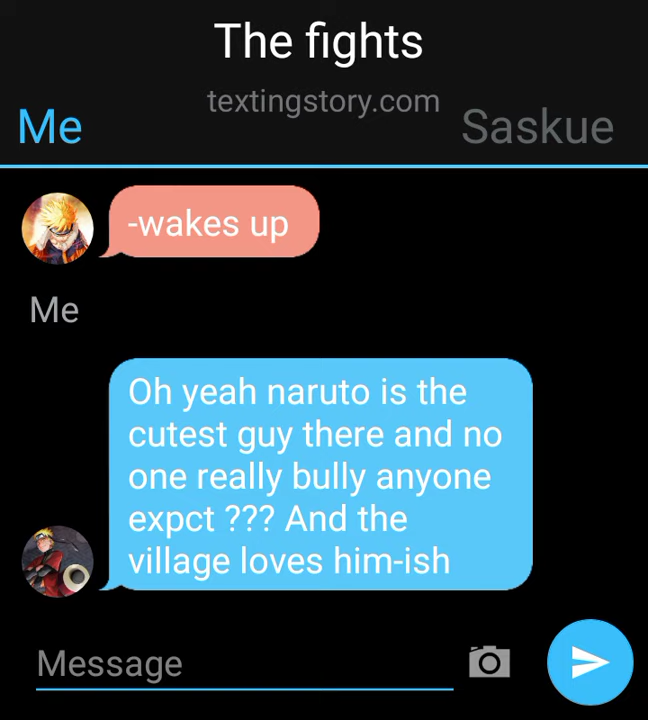 The fights
textingstory.com
Me
Saskue
-wakes up
Me
Oh yeah naruto is the
cutest guy there and no
one really bully anyone
expct ??? And the
village loves him-ish
Message